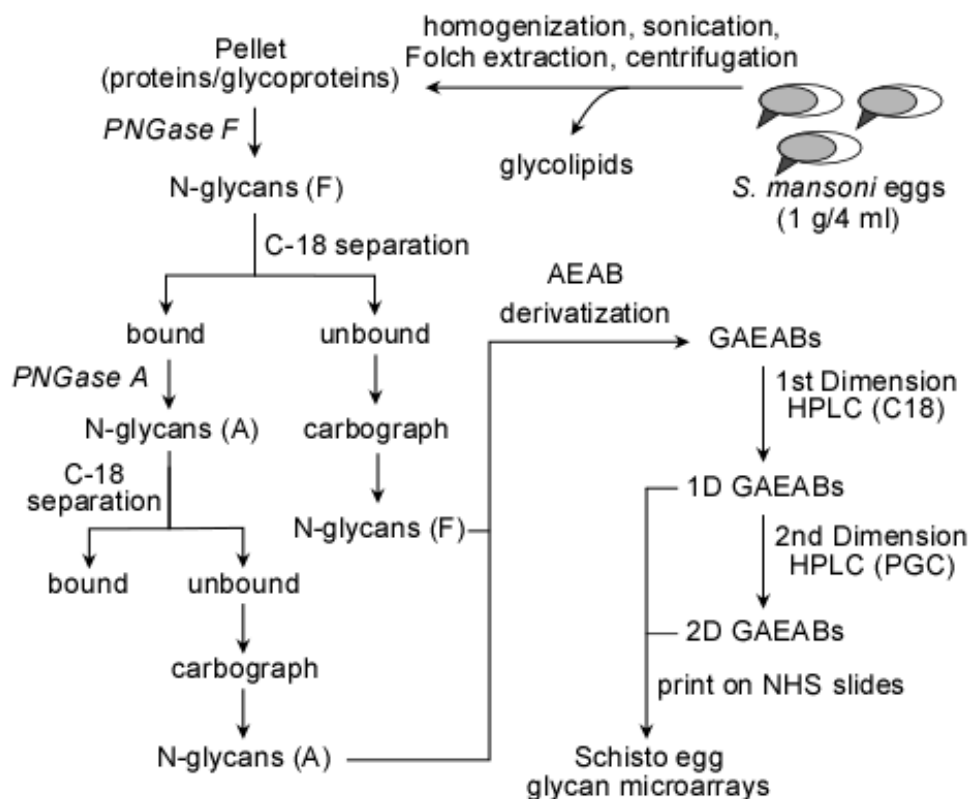 homogenization, sonication,
Folch extraction, centrifugation
Pellet
(proteins/glycoproteins)
glycolipids
S. mansoni eggs
(1 g/4 ml)
PNGase F
N-glycans (F)
C-18 separation
bound
unbound
PNGase A
N-glycans (A)
carbograph
C-18
separation
N-glycans (F)
bound
unbound
carbograph
N-glycans (A)
AEAB
derivatization
GAEABs
1st Dimension
HPLC (C18)
1D GAEABs
2nd Dimension
HPLC (PGC)
2D GAEABs
print on NHS slides
Schisto egg
glycan microarrays